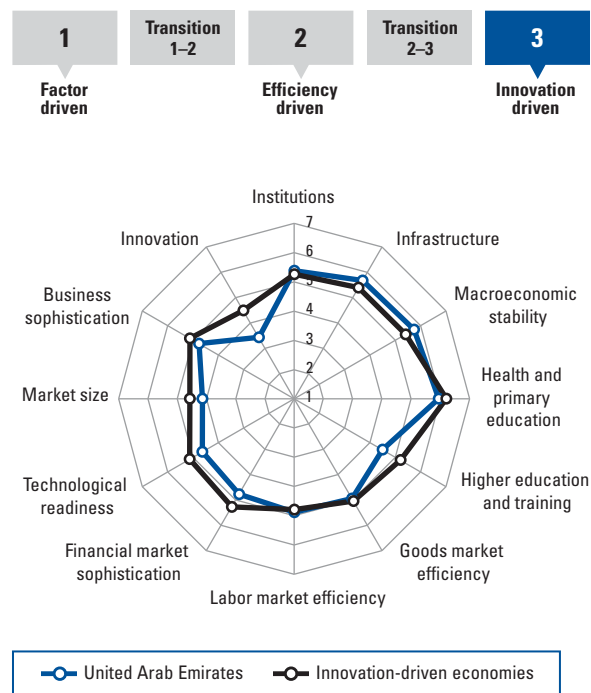 1
Transition
1–2
2
Transition
2–3
3
Factor
driven
Efficiency
driven
Innovation
driven
Institutions
7
Innovation
Infrastructure
6
5
Business
sophistication
Macroeconomic
stability
4
3
2
Market size
1
Health and
primary
education
Technological
readiness
Higher education
and training
Financial market
sophistication
Goods market
efficiency
Labor market efficiency
United Arab Emirates
Innovation-driven economies